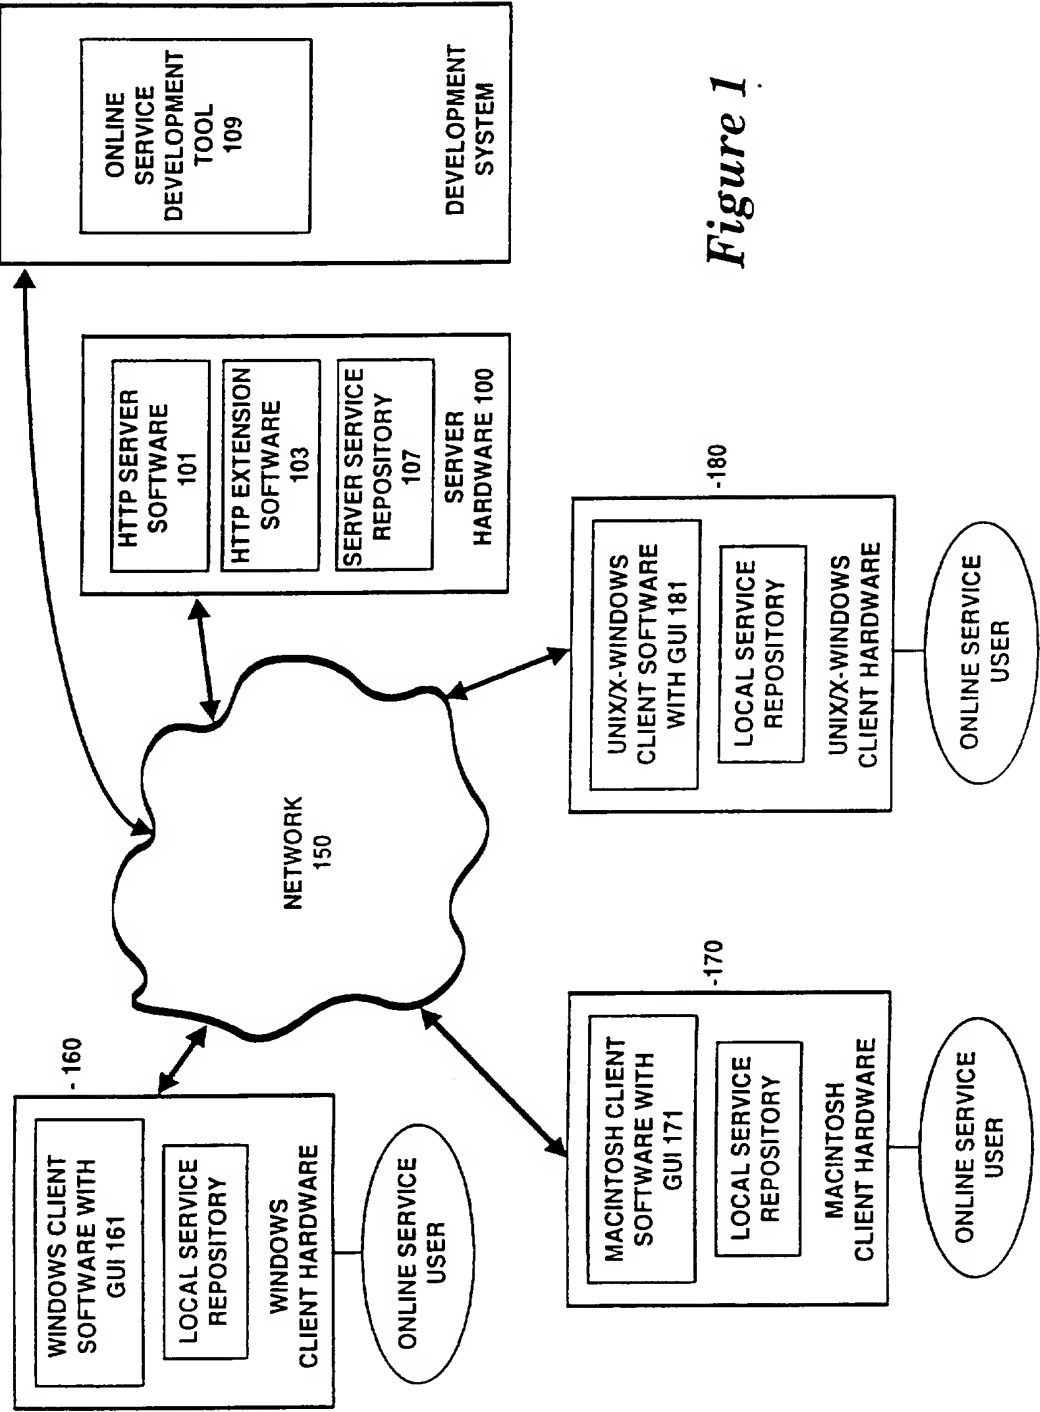 WINDOWS CLIENT
SOFTWARE WITH
GUI 161
LOCAL SERVICE
REPOSITORY
WINDOWS
CLIENT HARDWARE
-160
ONLINE SERVICE
USER
NETWORK
150
HTTP SERVER
SOFTWARE
101
HTTP EXTENSION
SOFTWARE
103
SERVER SERVICE
REPOSITORY
107
SERVER
HARDWARE 100
ONLINE
SERVICE
DEVELOPMENT
TOOL
109
DEVELOPMENT
SYSTEM
MACINTOSH CLIENT
SOFTWARE WITH
GUI 171
LOCAL SERVICE
REPOSITORY
MACINTOSH
CLIENT HARDWARE
-170
ONLINE SERVICE
USER
UNIX/X-WINDOWS
CLIENT SOFTWARE
WITH GUI 181
LOCAL SERVICE
REPOSITORY
UNIX/X-WINDOWS
CLIENT HARDWARE
-180
ONLINE SERVICE
USER
Figure 1